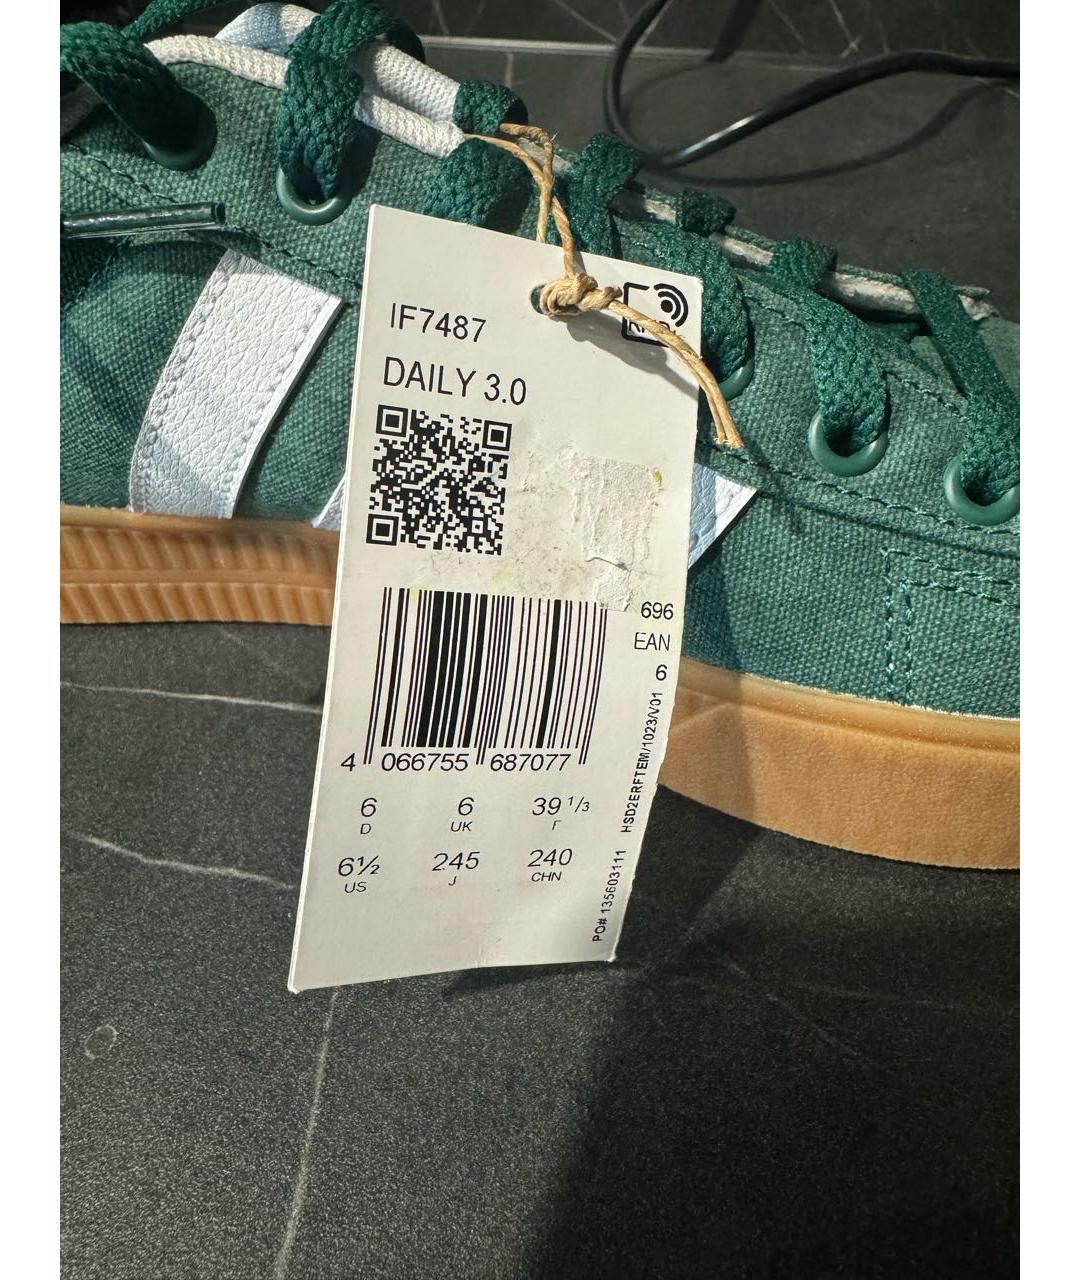 IF7487
DAILY 3.0
696
EAN
6
4 066755 687077
6 6 39 1/3
D UK F
6½ 245 240
US J CHN
HSD2ERFTEM/1023/V01
PO# 135603111